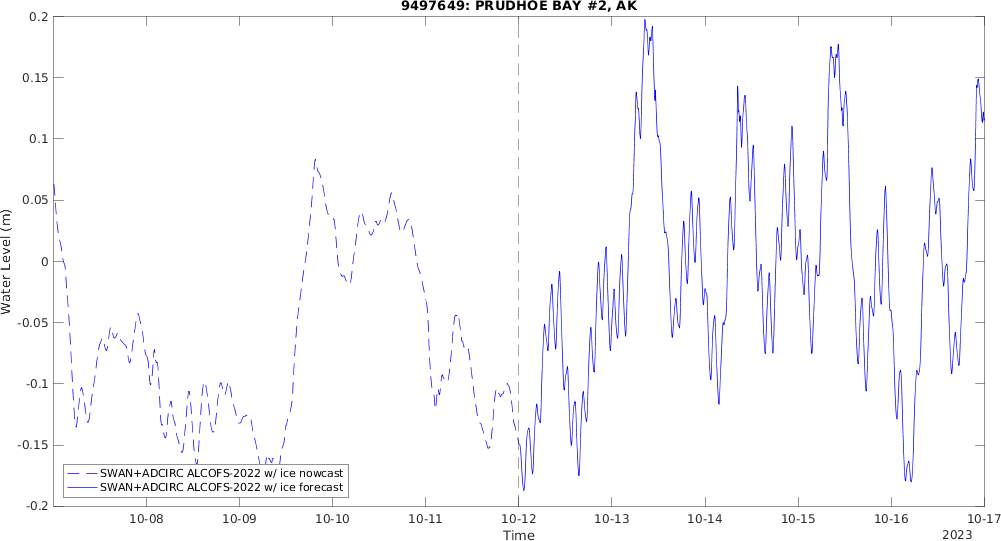 9497649: PRUDHOE BAY #2, AK
0.2
0.15
0.1
0.05
0
-0.05
-0.1
-0.15
-0.2
Water Level (m)
SWAN+ADCIRC ALCOFS-2022 w/ ice nowcast
SWAN+ADCIRC ALCOFS-2022 w/ ice forecast
10-08 10-09 10-10 10-11 10-12 10-13 10-14 10-15 10-16 10-17
Time
2023